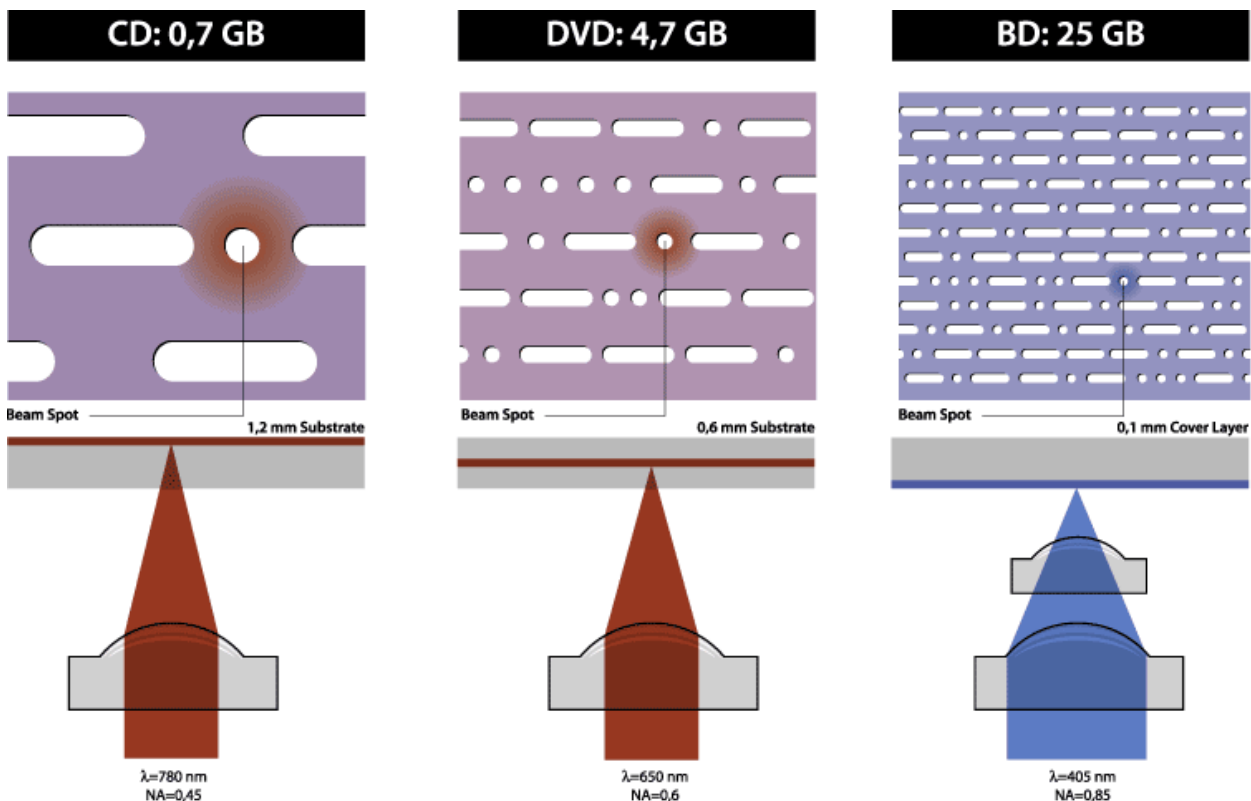 CD: 0,7 GB
DVD: 4,7 GB
BD: 25 GB
Beam Spot
1,2 mm Substrate
Beam Spot
0,6 mm Substrate
Beam Spot
0,1 mm Cover Layer
λ=780 nm
NA=0,45
λ=650 nm
NA=0,6
λ=405 nm
NA=0,85